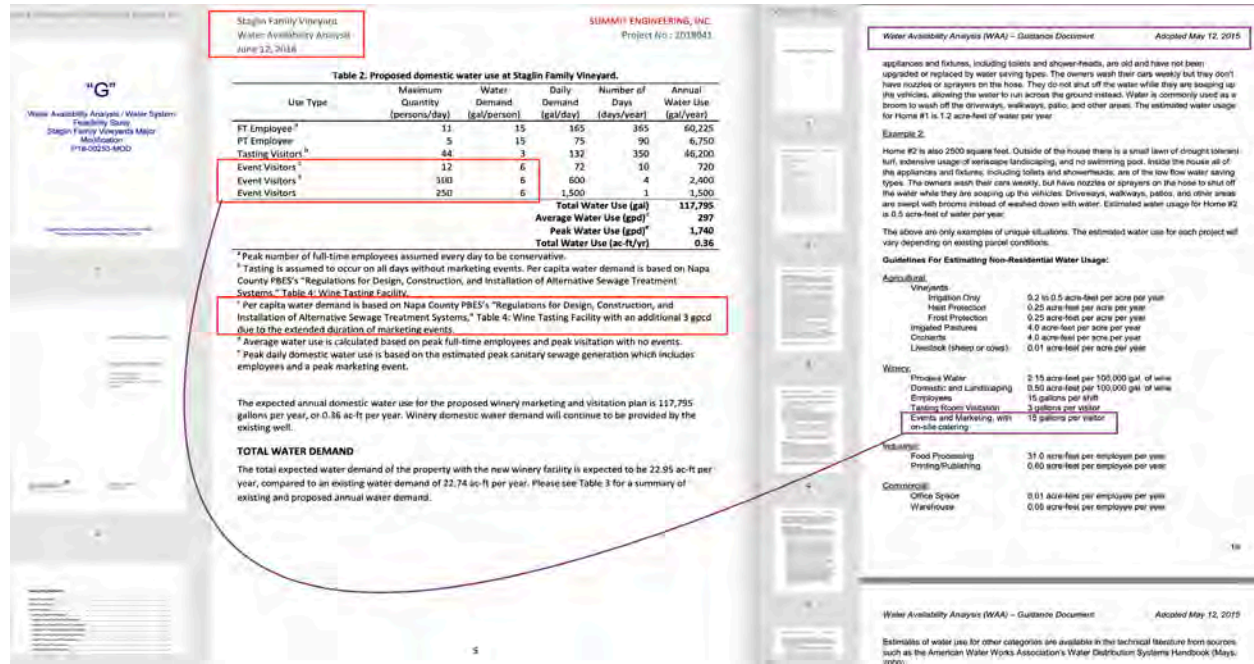 "G"
Water Availability Analysis / Water System
Feasibility Study
Staglin Family Vineyards Major
Modification
P18-00253-MOD
Staglin Family Vineyard
Water Availability Analysis
June 12, 2018
SUMMIT ENGINEERING, INC.
Project No.: 2018041
Table 2. Proposed domestic water use at Staglin Family Vineyard.
Use Type | Maximum Quantity (persons/day) | Water Demand (gal/person) | Daily Demand (gal/day) | Number of Days (days/year) | Annual Water Use (gal/year)
FT Employee a 11 15 165 365 60,225
PT Employee 5 15 75 90 6,750
Tasting Visitors b 44 3 132 350 46,200
Event Visitors c 12 6 72 10 720
Event Visitors 100 6 600 4 2,400
Event Visitors 250 6 1,500 1 1,500
Total Water Use (gal) 117,795
Average Water Use (gpd) 297
Peak Water Use (gpd) 1,740
Total Water Use (ac-ft/yr) 0.36
a Peak number of full-time employees assumed every day to be conservative.
b Tasting is assumed to occur on all days without marketing events. Per capita water demand is based on Napa
County PBES's "Regulations for Design, Construction, and Installation of Alternative Sewage Treatment
Systems," Table 4: Wine Tasting Facility.
c Per capita water demand is based on Napa County PBES's "Regulations for Design, Construction, and
Installation of Alternative Sewage Treatment Systems," Table 4: Wine Tasting Facility with an additional 3 gpcd
due to the extended duration of marketing events.
d Average water use is calculated based on peak full-time employees and peak visitation with no events.
e Peak daily domestic water use is based on the estimated peak sanitary sewage generation which includes
employees and a peak marketing event.
The expected annual domestic water use for the proposed winery marketing and visitation plan is 117,795
gallons per year, or 0.36 ac-ft per year. Winery domestic water demand will continue to be provided by the
existing well.
TOTAL WATER DEMAND
The total expected water demand of the property with the new winery facility is expected to be 22.95 ac-ft per
year, compared to an existing water demand of 22.74 ac-ft per year. Please see Table 3 for a summary of
existing and proposed annual water demand.
5
Water Availability Analysis (WAA) – Guidance Document Adopted May 12, 2015
appliances and fixtures, including toilets and shower-heads, are old and have not been
upgraded or replaced by water saving types. The owners wash their cars weekly but they don't
have nozzles or sprayers on the hose. They do not shut off the water while they are soaping up
the vehicles, allowing the water to run across the ground instead. Water is commonly used as a
broom to wash off the driveways, walkways, patio, and other areas. The estimated water usage
for Home #1 is 1.2 acre-feet of water per year
Example 2:
Home #2 is also 2500 square feet. Outside of the house there is a small lawn of drought tolerant
turf, extensive usage of xeriscape landscaping, and no swimming pool. Inside the house all of
the appliances and fixtures, including toilets and showerheads, are of the low flow water saving
types. The owners wash their cars weekly, but have nozzles or sprayers on the hose to shut off
the water while they are soaping up the vehicles. Driveways, walkways, patios, and other areas
are swept with brooms instead of washed down with water. Estimated water usage for Home #2
is 0.5 acre-feet of water per year.
The above are only examples of unique situations. The estimated water use for each project will
vary depending on existing parcel conditions.
Guidelines For Estimating Non-Residential Water Usage:
Agricultural:
Vineyards
Irrigation Only 0.2 to 0.5 acre-feet per acre per year
Heat Protection 0.25 acre-feet per acre per year
Frost Protection 0.25 acre-feet per acre per year
Irrigated Pastures 4.0 acre-feet per acre per year
Orchards 4.0 acre-feet per acre per year
Livestock (sheep or cows) 0.01 acre-feet per acre per year
Winery:
Process Water 2.15 acre-feet per 100,000 gal. of wine
Domestic and Landscaping 0.50 acre-feet per 100,000 gal. of wine
Employees 15 gallons per shift
Tasting Room Visitation 3 gallons per visitor
Events and Marketing, with 15 gallons per visitor
on-site catering
Industrial:
Food Processing 31.0 acre-feet per employee per year
Printing/Publishing 0.60 acre-feet per employee per year
Commercial:
Office Space 0.01 acre-feet per employee per year
Warehouse 0.05 acre-feet per employee per year
Water Availability Analysis (WAA) – Guidance Document Adopted May 12, 2015
Estimates of water use for other categories are available in the technical literature from sources
such as the American Water Works Association's Water Distribution Systems Handbook (Mays,